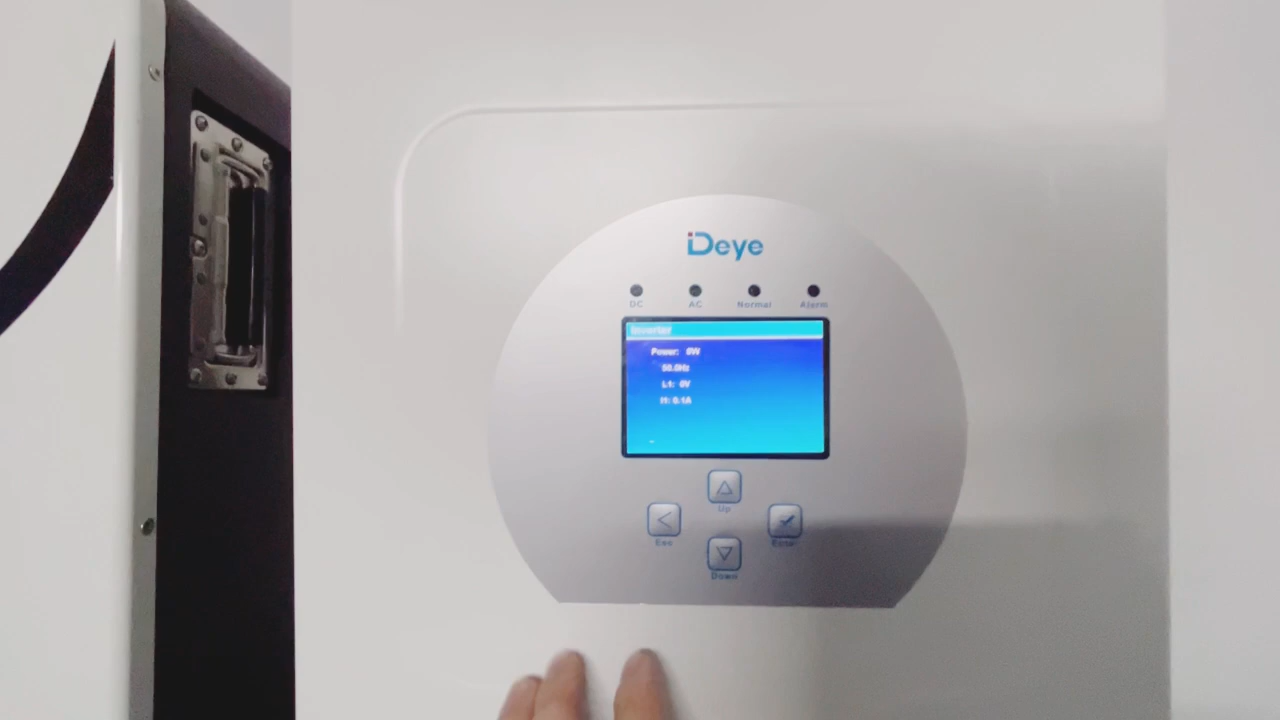 Deye
DC AC Normal Alarm
Inverter
Power: 0W
50.0Hz
L1: 0V
I1: 0.1A
Up
Esc
Enter
Down